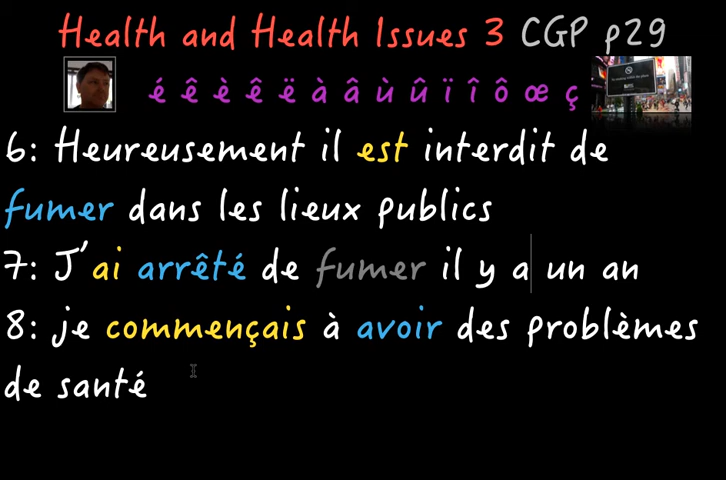 Health and Health Issues 3 CGP p29
é ê è ê ë à â ù û ï î ô œ ç
6: Heureusement il est interdit de
fumer dans les lieux publics
7: J'ai arrêté de fumer il y a un an
8: je commençais à avoir des problèmes
de santé